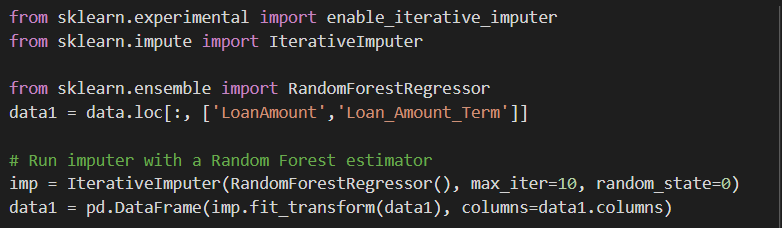 from sklearn.experimental import enable_iterative_imputer
from sklearn.impute import IterativeImputer
from sklearn.ensemble import RandomForestRegressor
data1 = data.loc[:, ['LoanAmount','Loan_Amount_Term']]
# Run imputer with a Random Forest estimator
imp = IterativeImputer(RandomForestRegressor(), max_iter=10, random_state=0)
data1 = pd.DataFrame(imp.fit_transform(data1), columns=data1.columns)